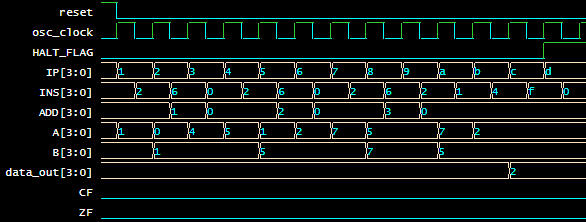 reset
osc_clock
HALT_FLAG
IP[3:0] 1 2 3 4 5 6 7 8 9 a b c d
INS[3:0] 2 6 0 2 6 0 2 6 2 1 4 f 0
ADD[3:0] 1 0 2 0 3 0
A[3:0] 1 0 4 5 1 2 7 5 7 2
B[3:0] 1 5 7 5
data_out[3:0] 2
CF
ZF